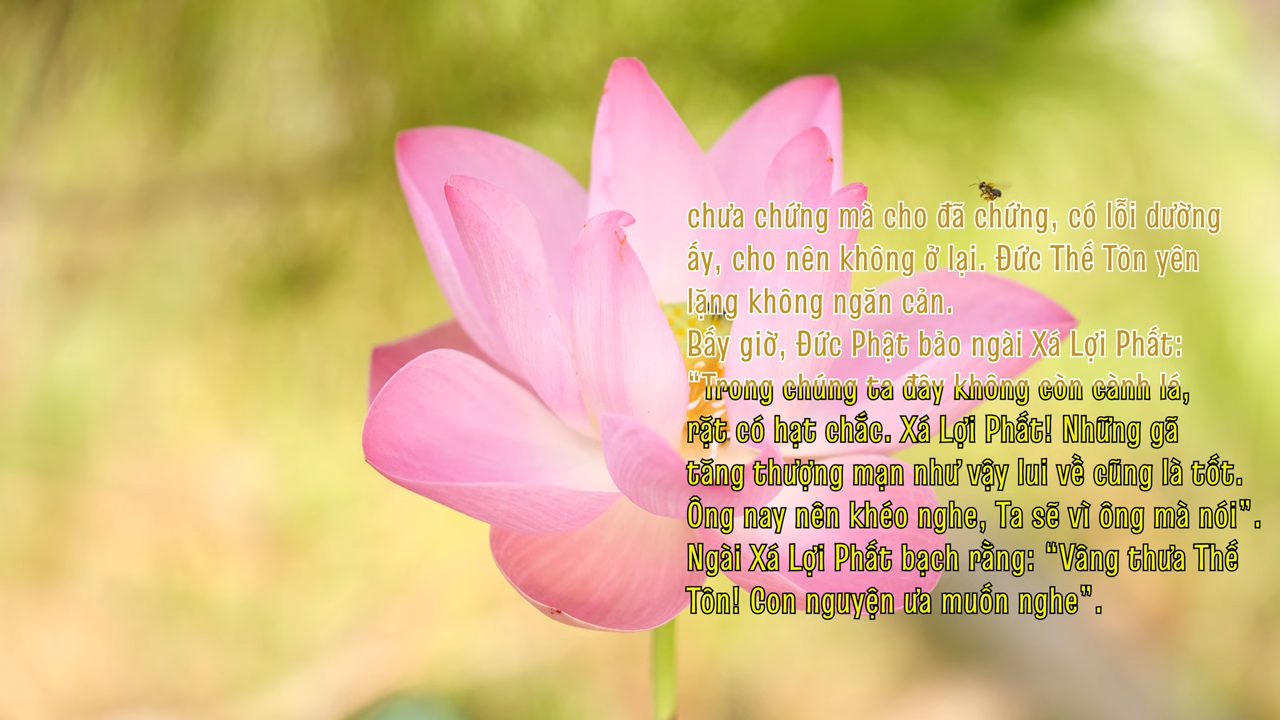 chưa chứng mà cho đã chứng, có lỗi dường
ấy, cho nên không ở lại. Đức Thế Tôn yên
lặng không ngăn cản.
Bấy giờ, Đức Phật bảo ngài Xá Lợi Phất:
“Trong chúng ta đây không còn cành lá,
rặt có hạt chắc. Xá Lợi Phất! Những gã
tăng thượng mạn như vậy lui về cũng là tốt.
Ông nay nên khéo nghe, Ta sẽ vì ông mà nói”.
Ngài Xá Lợi Phất bạch rằng: “Vâng thưa Thế
Tôn! Con nguyện ưa muốn nghe”.